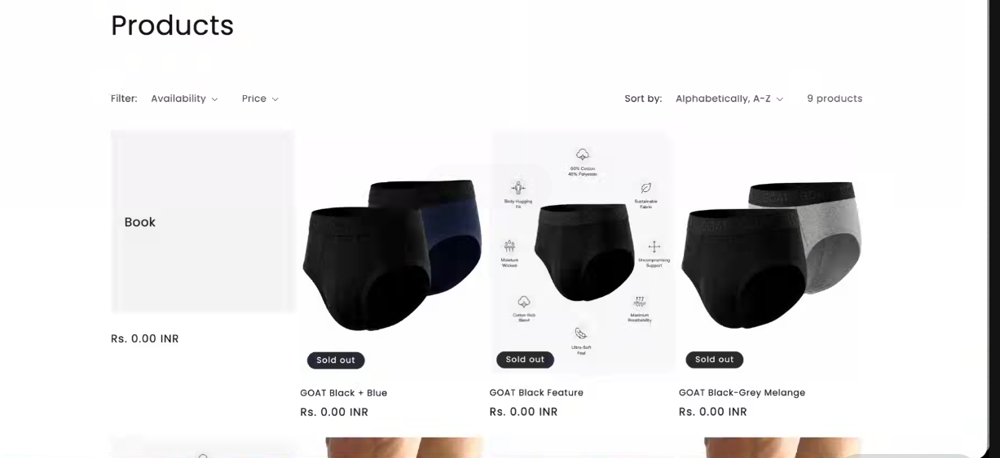 Products
Filter: Availability Price
Sort by: Alphabetically, A-Z 9 products
Book
Rs. 0.00 INR
Sold out
GOAT Black + Blue
Rs. 0.00 INR
60% Cotton
40% Polyester
Body-Hugging
Fit
Sustainable
Fabric
Moisture
Wicked
Uncompromising
Support
Cotton Rich
Blend
Maximum
Breathability
Ultra-Soft
Feel
Sold out
GOAT Black Feature
Rs. 0.00 INR
GOAT
Sold out
GOAT Black-Grey Melange
Rs. 0.00 INR